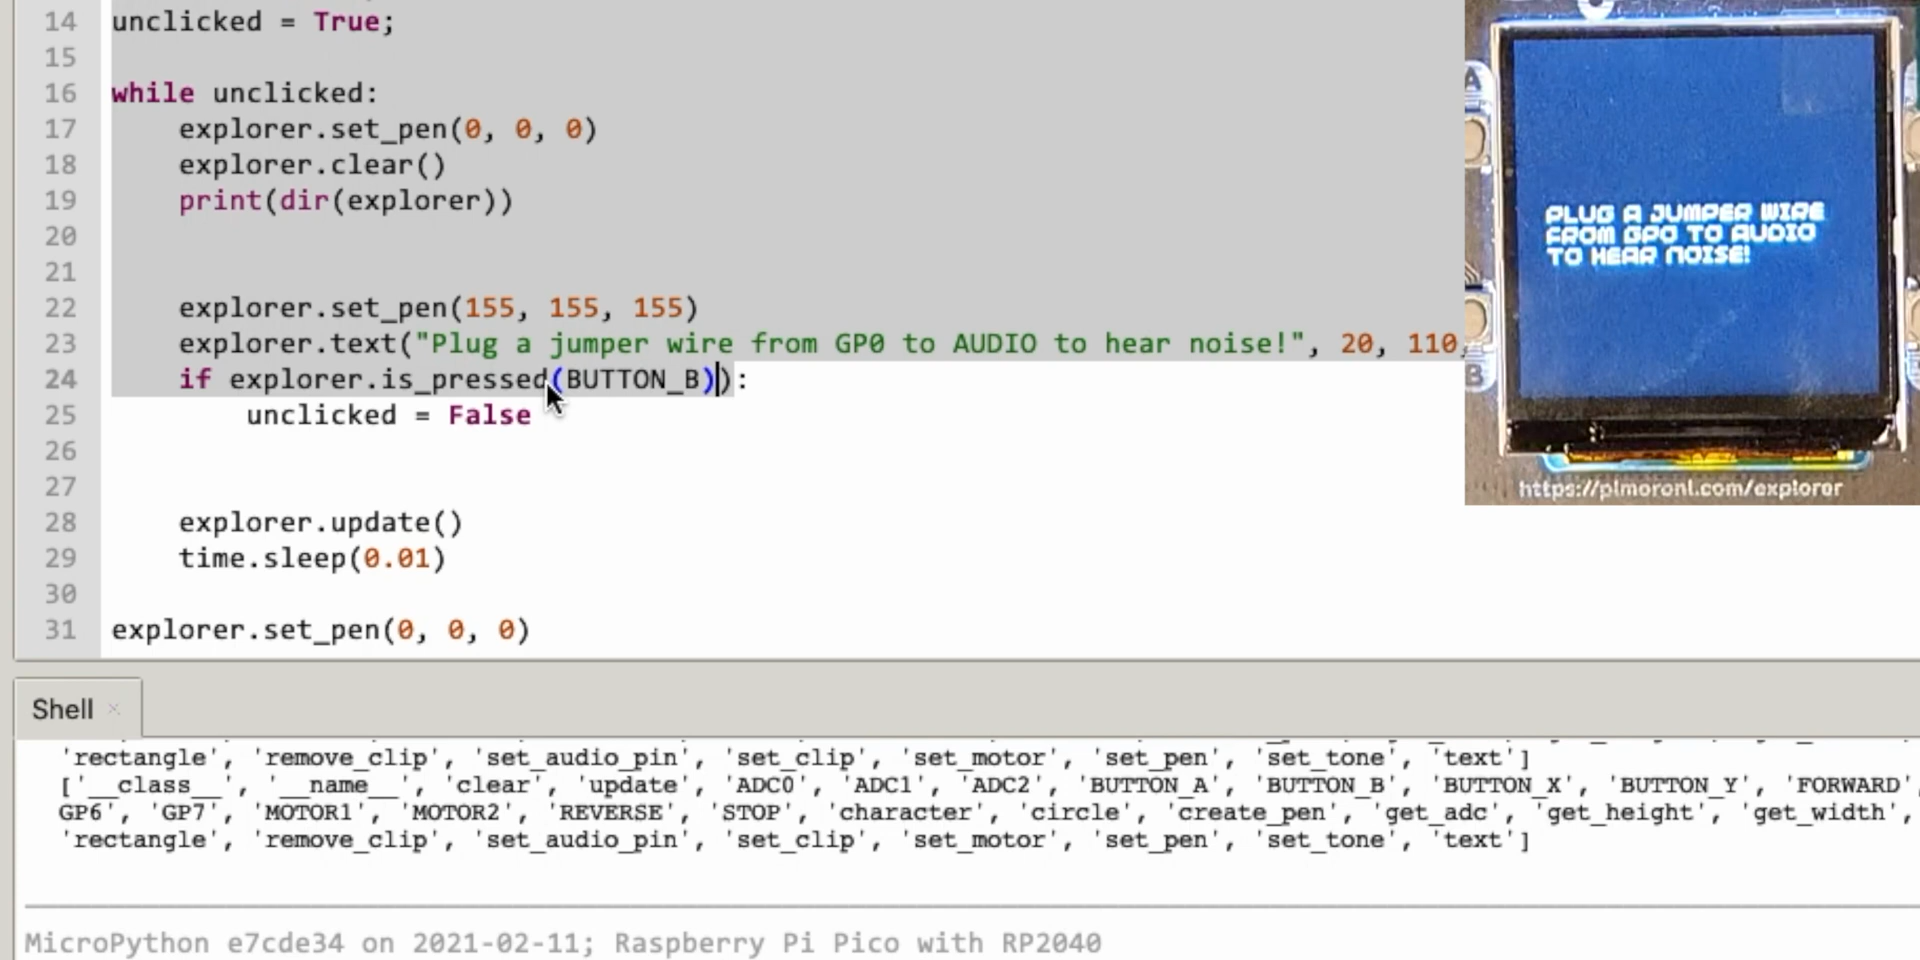 14 unclicked = True;
15
16 while unclicked:
17 explorer.set_pen(0, 0, 0)
18 explorer.clear()
19 print(dir(explorer))
20
21
22 explorer.set_pen(155, 155, 155)
23 explorer.text("Plug a jumper wire from GP0 to AUDIO to hear noise!", 20, 110,
24 if explorer.is_pressed(BUTTON_B)):
25 unclicked = False
26
27
28 explorer.update()
29 time.sleep(0.01)
30
31 explorer.set_pen(0, 0, 0)
A
B
PLUG A JUMPER WIRE
FROM GP0 TO AUDIO
TO HEAR NOISE!
https://pimoroni.com/explorer
Shell ×
'rectangle', 'remove_clip', 'set_audio_pin', 'set_clip', 'set_motor', 'set_pen', 'set_tone', 'text']
['__class__', '__name__', 'clear', 'update', 'ADC0', 'ADC1', 'ADC2', 'BUTTON_A', 'BUTTON_B', 'BUTTON_X', 'BUTTON_Y', 'FORWARD',
GP6', 'GP7', 'MOTOR1', 'MOTOR2', 'REVERSE', 'STOP', 'character', 'circle', 'create_pen', 'get_adc', 'get_height', 'get_width',
'rectangle', 'remove_clip', 'set_audio_pin', 'set_clip', 'set_motor', 'set_pen', 'set_tone', 'text']
MicroPython e7cde34 on 2021-02-11; Raspberry Pi Pico with RP2040